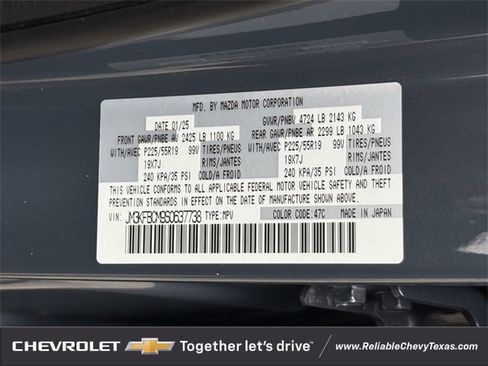 MFD. BY MAZDA MOTOR CORPORATION
DATE 01/25 GVWR/PNBV 4724 LB 2143 KG
FRONT GAWR/PNBE AV 2425 LB 1100 KG REAR GAWR/PNBE AR 2299 LB 1043 KG
WITH/AVEC P225/55R19 99V TIRES/PNEUS WITH/AVEC P225/55R19 99V TIRES/PNEUS
19X7J RIMS/JANTES 19X7J RIMS/JANTES
240 KPA/35 PSI COLD/A FROID 240 KPA/35 PSI COLD/A FROID
THIS VEHICLE CONFORMS TO ALL APPLICABLE FEDERAL MOTOR VEHICLE SAFETY AND THEFT
PREVENTION STANDARDS IN EFFECT ON THE DATE OF MANUFACTURE SHOWN ABOVE.
VIN: JM3KFBCM9S0637738 TYPE: MPV COLOR CODE: 47C MADE IN JAPAN
CHEVROLET Together let's drive™ www.ReliableChevyTexas.com